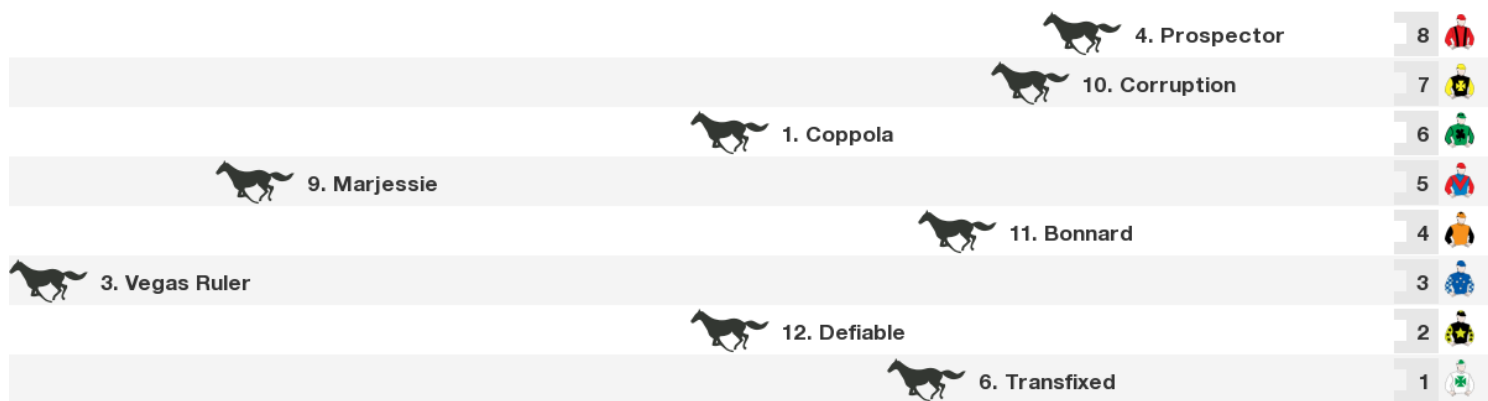 4. Prospector 8
10. Corruption 7
1. Coppola 6
9. Marjessie 5
11. Bonnard 4
3. Vegas Ruler 3
12. Defiable 2
6. Transfixed 1